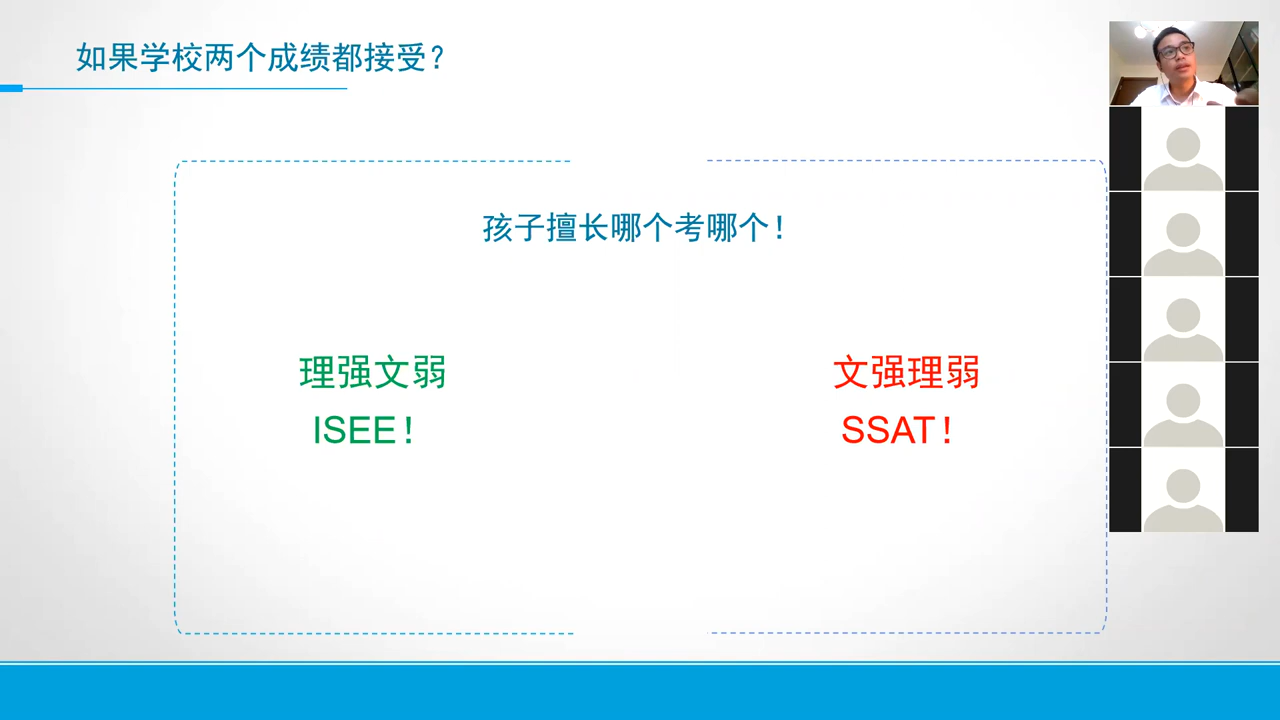 如果学校两个成绩都接受？
孩子擅长哪个考哪个！
理强文弱
ISEE！
文强理弱
SSAT！